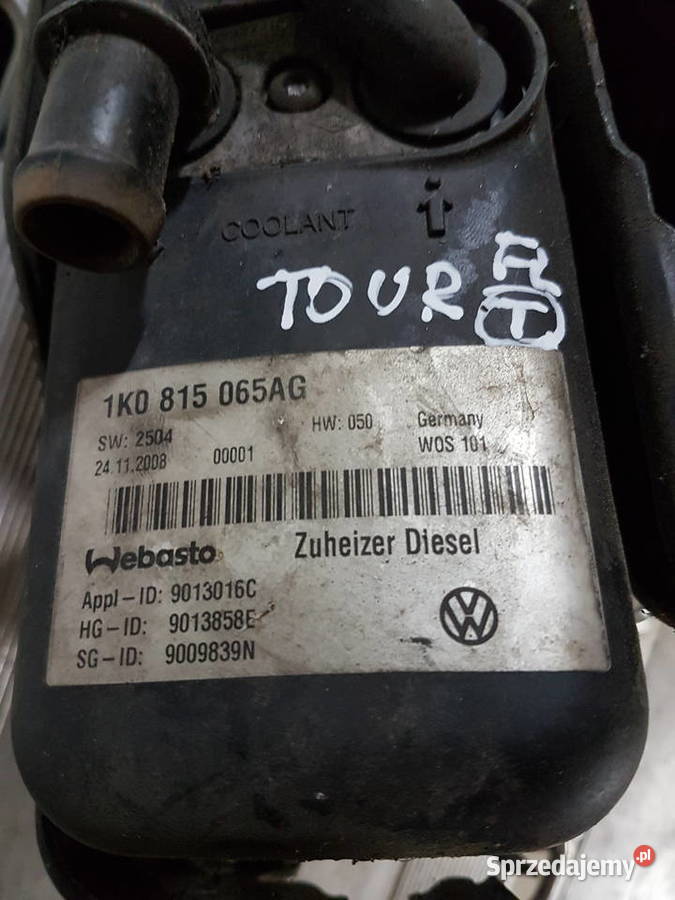 COOLANT
TOUR
T
1K0 815 065AG
SW: 2504 HW: 050 Germany
24.11.2008 00001 WOS 101
Webasto Zuheizer Diesel
Appl-ID: 9013016C
HG-ID: 9013858E
SG-ID: 9009839N
VW
Sprzedajemy.pl